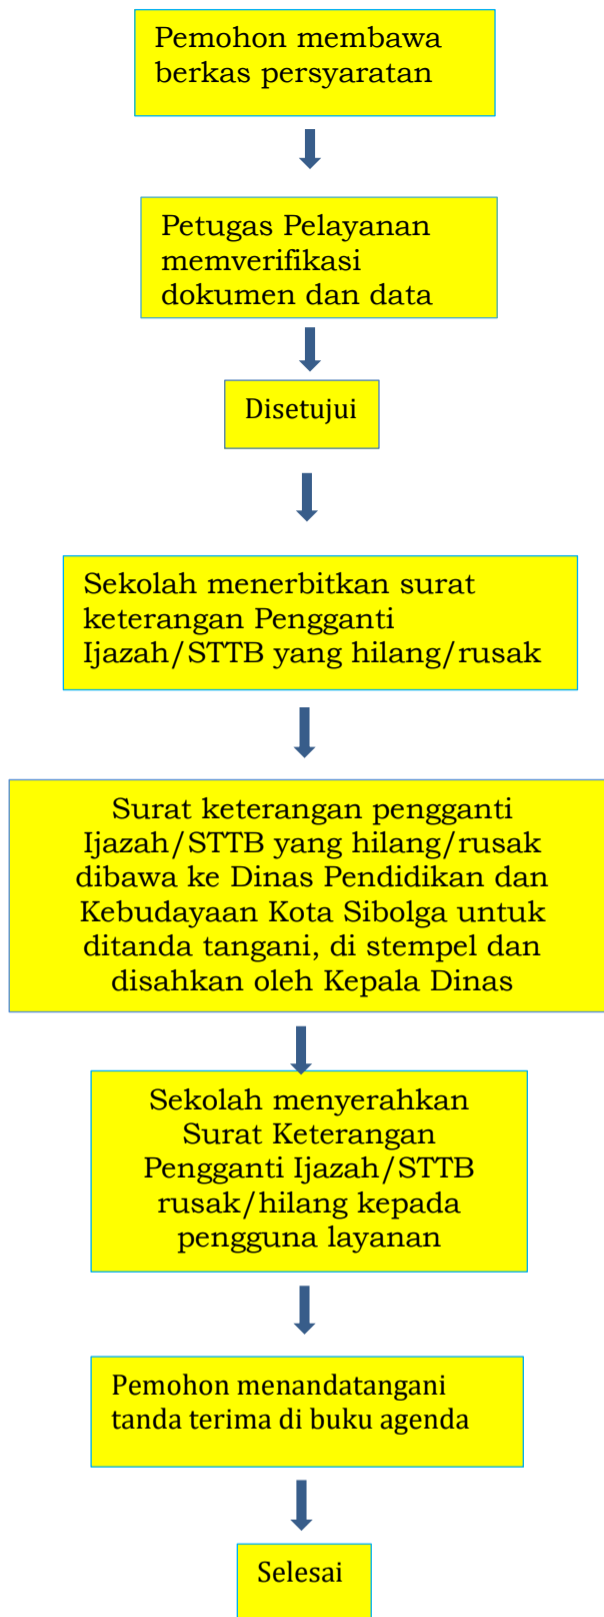 Pemohon membawa
berkas persyaratan
Petugas Pelayanan
memverifikasi
dokumen dan data
Disetujui
Sekolah menerbitkan surat
keterangan Pengganti
Ijazah/STTB yang hilang/rusak
Surat keterangan pengganti
Ijazah/STTB yang hilang/rusak
dibawa ke Dinas Pendidikan dan
Kebudayaan Kota Sibolga untuk
ditanda tangani, di stempel dan
disahkan oleh Kepala Dinas
Sekolah menyerahkan
Surat Keterangan
Pengganti Ijazah/STTB
rusak/hilang kepada
pengguna layanan
Pemohon menandatangani
tanda terima di buku agenda
Selesai